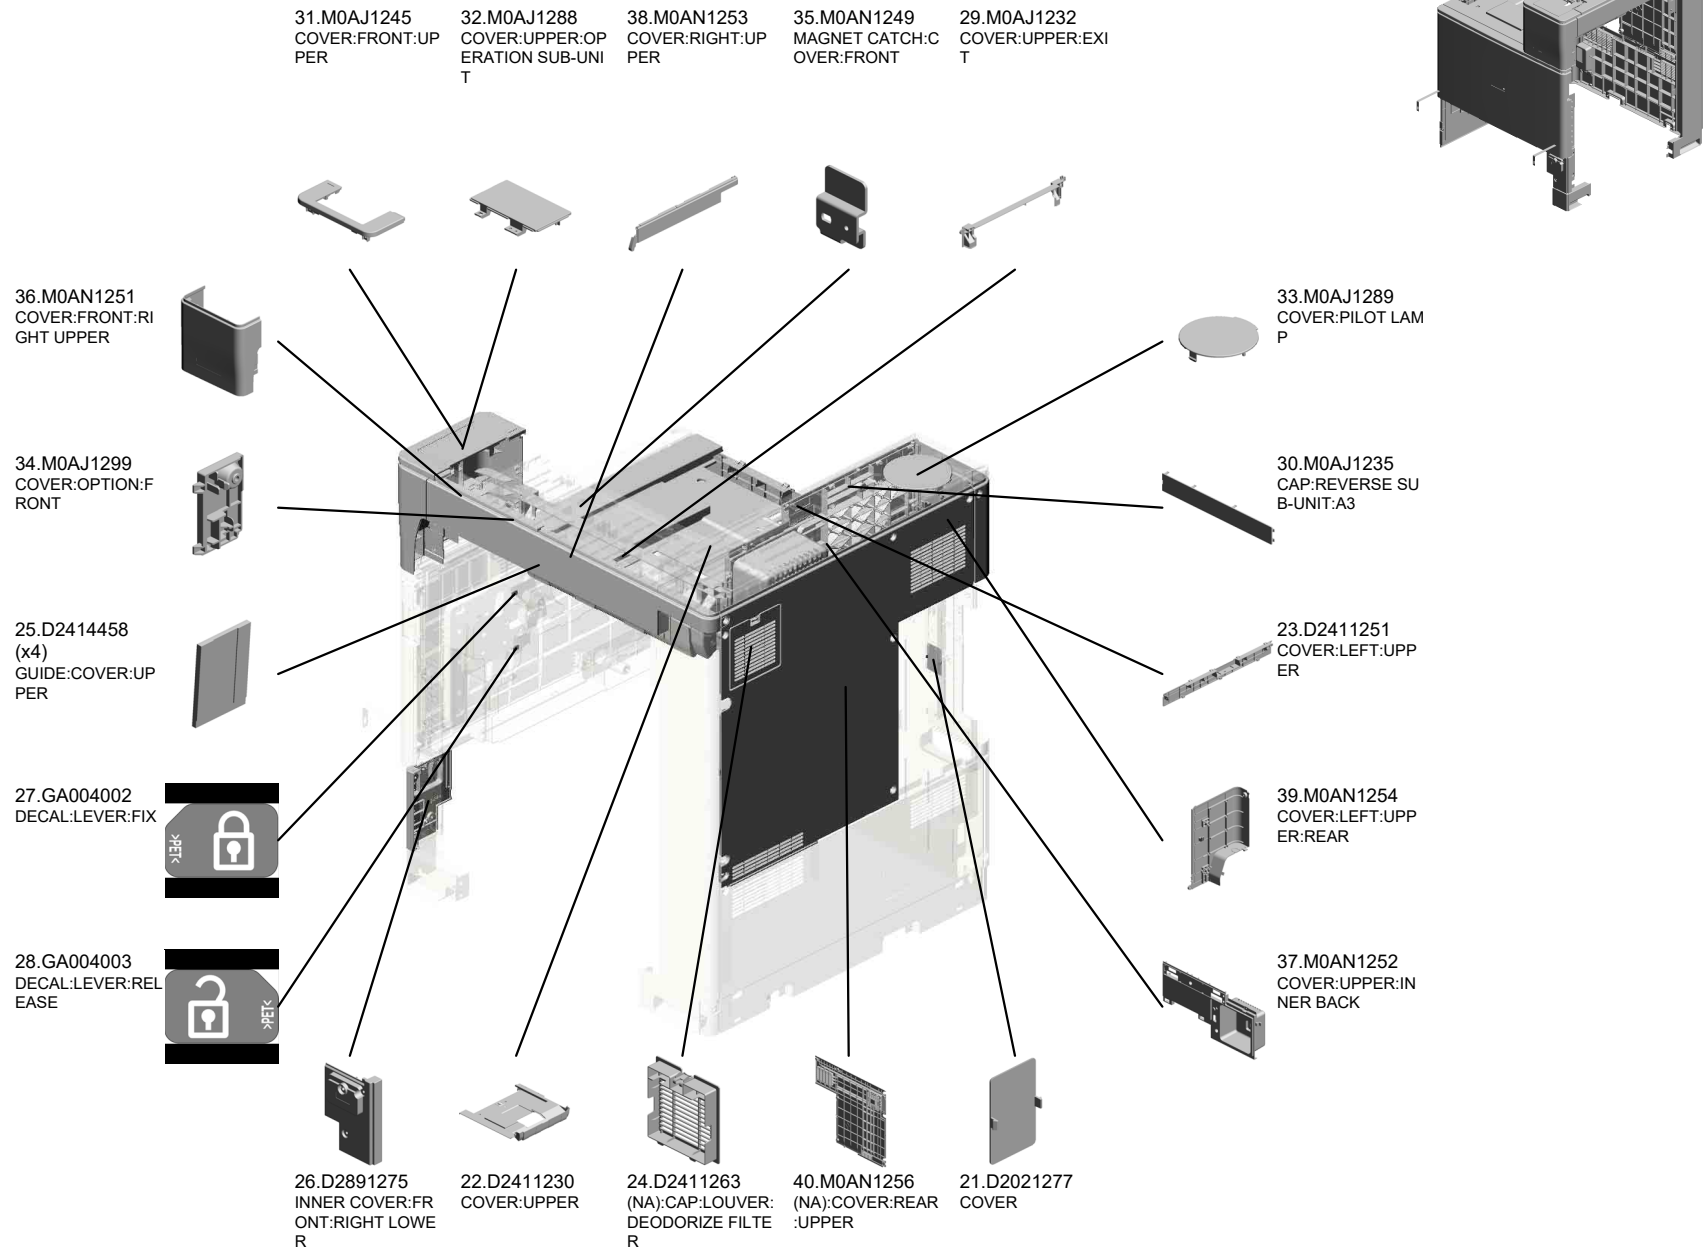 31.M0AJ1245
COVER:FRONT:UP
PER
32.M0AJ1288
COVER:UPPER:OP
ERATION SUB-UNI
T
38.M0AN1253
COVER:RIGHT:UP
PER
35.M0AN1249
MAGNET CATCH:C
OVER:FRONT
29.M0AJ1232
COVER:UPPER:EXI
T
36.M0AN1251
COVER:FRONT:RI
GHT UPPER
33.M0AJ1289
COVER:PILOT LAM
P
34.M0AJ1299
COVER:OPTION:F
RONT
30.M0AJ1235
CAP:REVERSE SU
B-UNIT:A3
25.D2414458
(x4)
GUIDE:COVER:UP
PER
23.D2411251
COVER:LEFT:UPP
ER
27.GA004002
DECAL:LEVER:FIX
>PET<
39.M0AN1254
COVER:LEFT:UPP
ER:REAR
28.GA004003
DECAL:LEVER:REL
EASE
>PET<
37.M0AN1252
COVER:UPPER:IN
NER BACK
26.D2891275
INNER COVER:FR
ONT:RIGHT LOWE
R
22.D2411230
COVER:UPPER
24.D2411263
(NA):CAP:LOUVER:
DEODORIZE FILTE
R
40.M0AN1256
(NA):COVER:REAR
:UPPER
21.D2021277
COVER